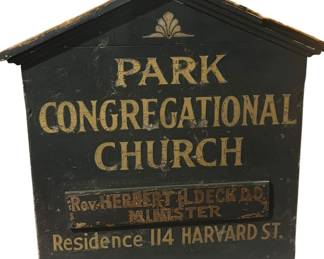 PARK
CONGREGATIONAL
CHURCH
Rev. HERBERT H. DECK D.D.
MINISTER
Residence 114 HARVARD ST.